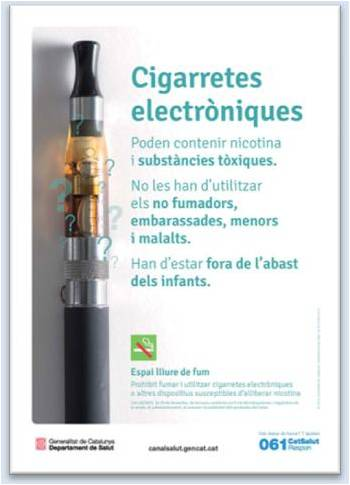 Cigarretes
electròniques
Poden contenir nicotina
i substàncies tòxiques.
No les han d'utilitzar
els no fumadors,
embarassades, menors
i malalts.
Han d'estar fora de l'abast
dels infants.
Espai lliure de fum
Prohibit fumar i utilitzar cigarretes electròniques
o altres dispositius susceptibles d'alliberar nicotina
Generalitat de Catalunya
Departament de Salut
canalsalut.gencat.cat
061 CatSalut
Respon